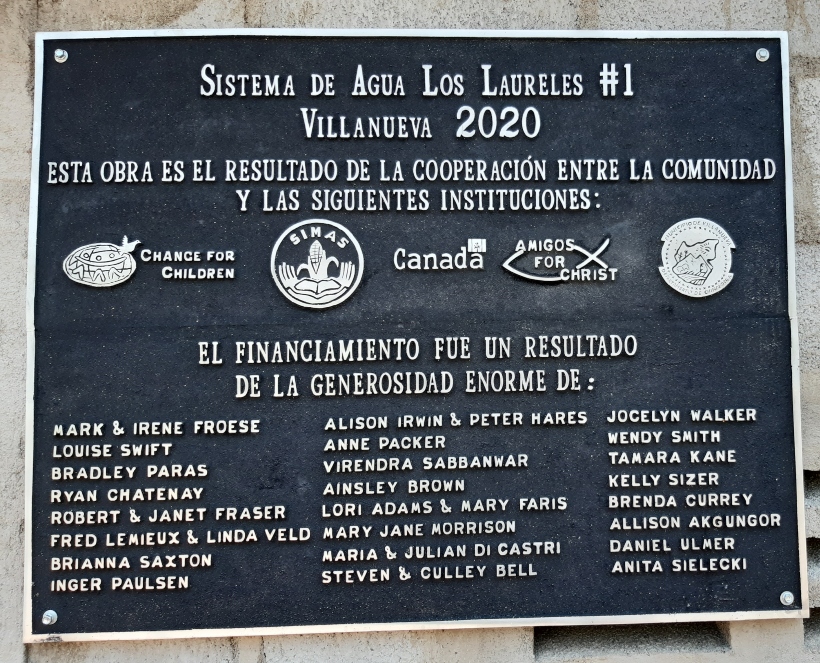 SISTEMA DE AGUA LOS LAURELES #1
VILLANUEVA 2020
ESTA OBRA ES EL RESULTADO DE LA COOPERACIÓN ENTRE LA COMUNIDAD
Y LAS SIGUIENTES INSTITUCIONES:
CHANCE FOR
CHILDREN
SIMAS
Canada
AMIGOS
FOR
CHRIST
EL FINANCIAMIENTO FUE UN RESULTADO
DE LA GENEROSIDAD ENORME DE:
MARK & IRENE FROESE
LOUISE SWIFT
BRADLEY PARAS
RYAN CHATENAY
ROBERT & JANET FRASER
FRED LEMIEUX & LINDA VELD
BRIANNA SAXTON
INGER PAULSEN
ALISON IRWIN & PETER HARES
ANNE PACKER
VIRENDRA SABBANWAR
AINSLEY BROWN
LORI ADAMS & MARY FARIS
MARY JANE MORRISON
MARIA & JULIAN DI CASTRI
STEVEN & CULLEY BELL
JOCELYN WALKER
WENDY SMITH
TAMARA KANE
KELLY SIZER
BRENDA CURREY
ALLISON AKGUNGOR
DANIEL ULMER
ANITA SIELECKI